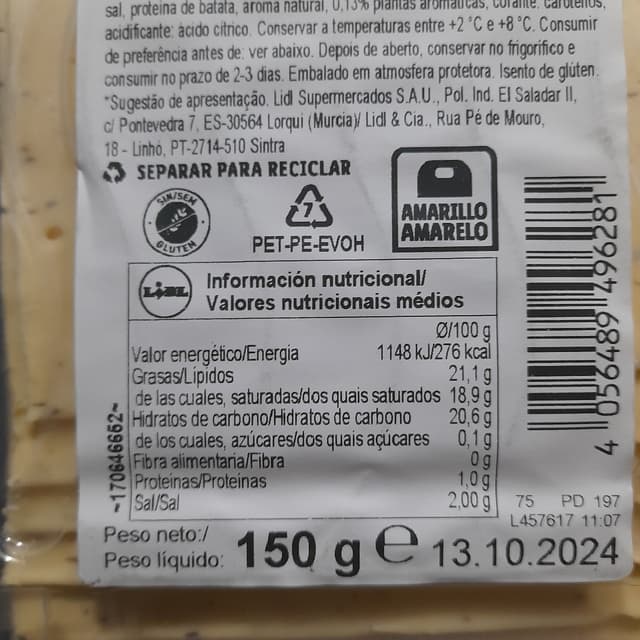 sal, proteína de batata, aroma natural, 0,13% plantas aromáticas, corante: carotenos,
acidificante: ácido cítrico. Conservar a temperaturas entre +2 °C e +8 °C. Consumir
de preferência antes de: ver abaixo. Depois de aberto, conservar no frigorífico e
consumir no prazo de 2-3 dias. Embalado em atmosfera protetora. Isento de glúten.
*Sugestão de apresentação. Lidl Supermercados S.A.U., Pol. Ind. El Saladar II,
c/ Pontevedra 7, ES-30564 Lorquí (Murcia)/ Lidl & Cia., Rua Pé de Mouro,
18 - Linhó, PT-2714-510 Sintra
SEPARAR PARA RECICLAR
SIN/SEM
GLUTEN
7
PET-PE-EVOH
AMARILLO
AMARELO
LIDL
Información nutricional/
Valores nutricionais médios
Ø/100 g
Valor energético/Energia 1148 kJ/276 kcal
Grasas/Lípidos 21,1 g
de las cuales, saturadas/dos quais saturados 18,9 g
Hidratos de carbono/Hidratos de carbono 20,6 g
de los cuales, azúcares/dos quais açúcares 0,1 g
Fibra alimentaria/Fibra 0 g
Proteínas/Proteínas 1,0 g
Sal/Sal 2,00 g
~170646652~
4 056489 496281
75 PD 197
L457617 11:07
Peso neto:/
Peso líquido: 150 g e 13.10.2024